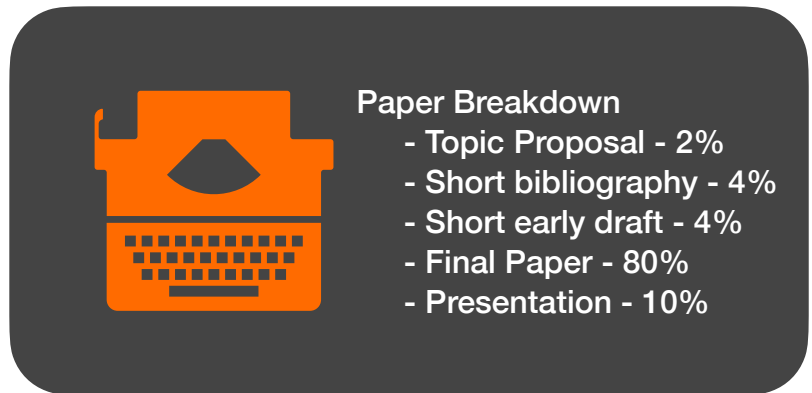 Paper Breakdown
- Topic Proposal - 2%
- Short bibliography - 4%
- Short early draft - 4%
- Final Paper - 80%
- Presentation - 10%